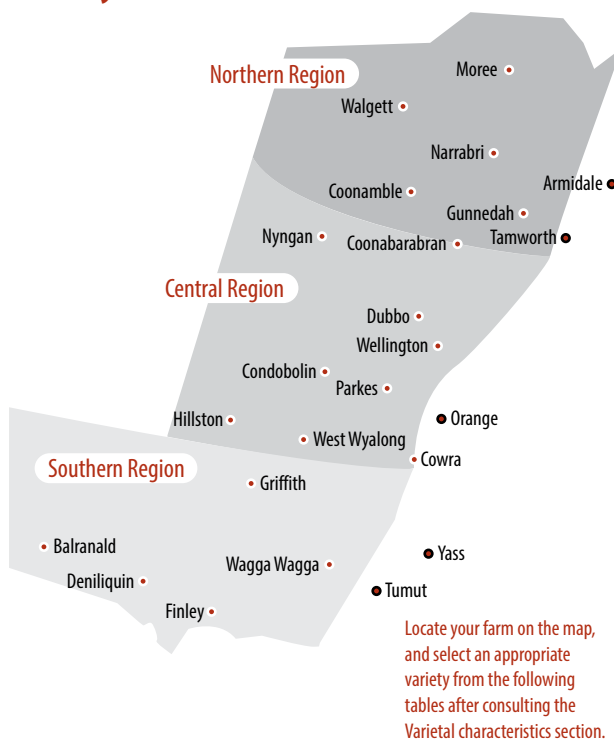 Northern Region
Moree
Walgett
Narrabri
Armidale
Coonamble
Gunnedah
Tamworth
Nyngan
Coonabarabran
Central Region
Dubbo
Wellington
Condobolin
Parkes
Hillston
Orange
West Wyalong
Cowra
Southern Region
Griffith
Balranald
Yass
Wagga Wagga
Deniliquin
Tumut
Finley
Locate your farm on the map,
and select an appropriate
variety from the following
tables after consulting the
Varietal characteristics section.